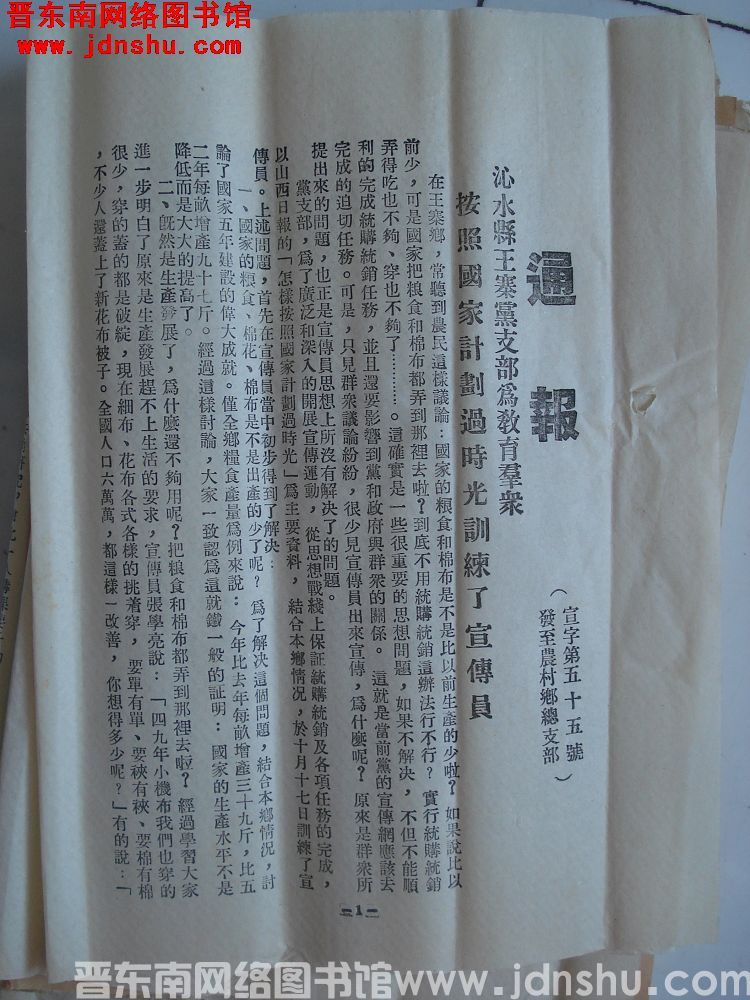 晋东南网络图书馆
www.jdnshu.com
通報
（宣字第五十五號
發至農村鄉總支部）
沁水縣王寨黨支部爲敎育羣衆
按照國家計劃過時光訓練了宣傳員
在王寨鄉，常聽到農民這樣議論：國家的粮食和棉布是不是比以前生產的少啦？如果說比以
前少，可是國家把粮食和棉布都弄到那裡去啦？到底不用統購統銷這辦法行不行？實行統購統銷
弄得吃也不夠、穿也不夠了…………。這確實是一些很重要的思想問題，如果不解決，不但不能順
利的完成統購統銷任務，並且還要影響到黨和政府與群衆的關係。這就是當前黨的宣傳網應該去
完成的迫切任務。可是，只見群衆議論紛紛，很少見宣傳員出來宣傳，爲什麼呢？原來是群衆所
提出來的問題，也正是宣傳員思想上所沒有解決了的問題。
黨支部，爲了廣泛和深入的開展宣傳運動，從思想戰綫上保証統購統銷及各項任務的完成，
以山西日報的「怎樣按照國家計劃過時光」爲主要資料，結合本鄉情況，於十月十七日訓練了宣
傳員。上述問題，首先在宣傳員當中初步得到了解決：
一、國家的粮食、棉花、棉布是不是出產的少了呢？爲了解決這個問題，結合本鄉情況，討
論了國家五年建設的偉大成就。僅全鄉糧食產量爲例來說：今年比去年每畝增產三十九斤，比五
二年每畝增產九十七斤。經過這樣討論，大家一致認爲這就鐵一般的証明：國家的生產水平不是
降低而是大大的提高了。
二、旣然是生產發展了，爲什麼還不夠用呢？把粮食和棉布都弄到那裡去啦？經過學習大家
進一步明白了原來是生產發展趕不上生活的要求，宣傳員張學亮說：「四九年小機布我們也穿的
很少，穿的蓋的都是破綻，現在細布、花布各式各樣的挑着穿，要單有單、要裌有裌、要棉有棉
，不少人還蓋上了新花布被子。全國人口六萬萬，都這樣一改善，你想得多少呢？」有的說：「
—1—
晋东南网络图书馆 www.jdnshu.com